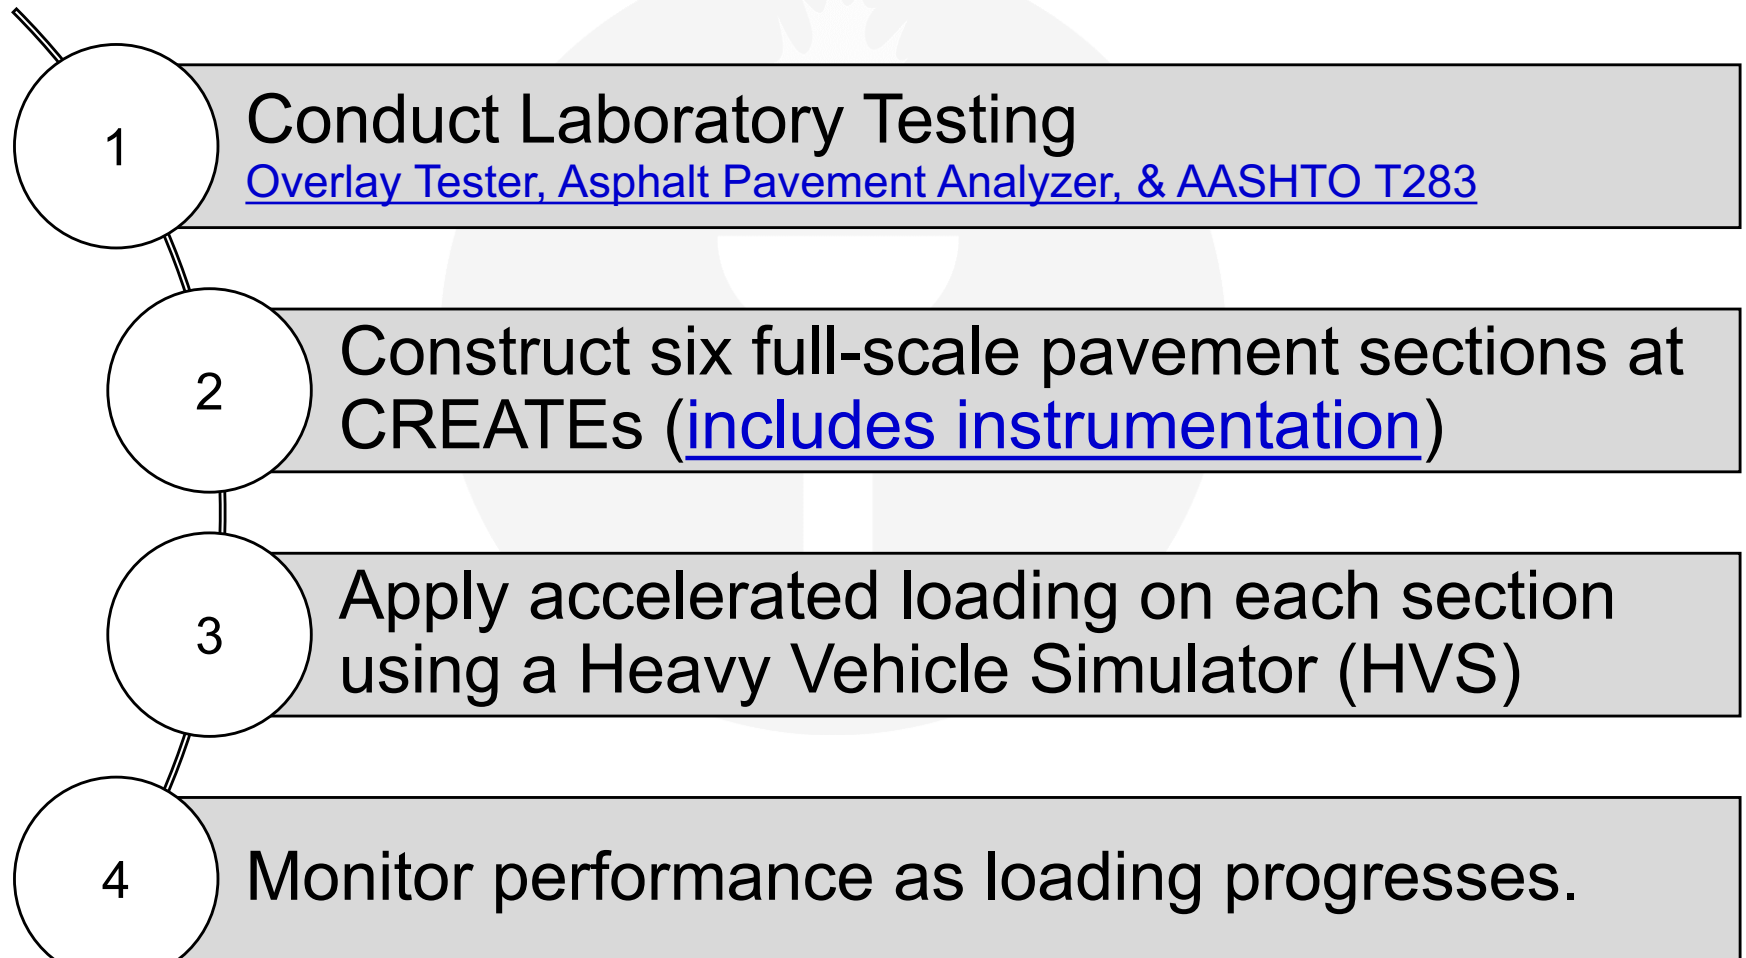 1
Conduct Laboratory Testing
Overlay Tester, Asphalt Pavement Analyzer, & AASHTO T283
2
Construct six full-scale pavement sections at
CREATEs (includes instrumentation)
3
Apply accelerated loading on each section
using a Heavy Vehicle Simulator (HVS)
4
Monitor performance as loading progresses.